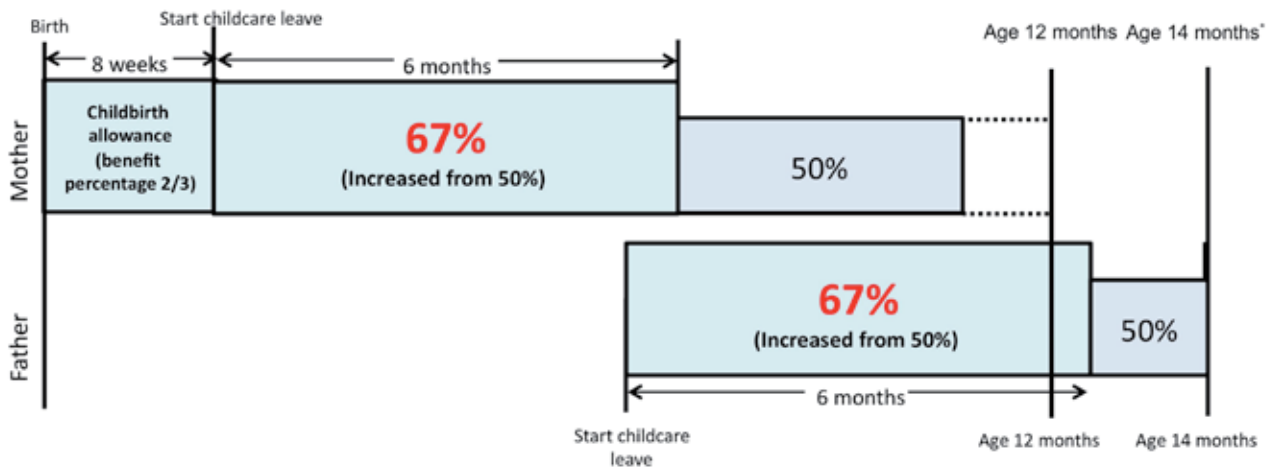 Birth
Start childcare leave
Age 12 months
Age 14 months*
8 weeks
6 months
Mother
Childbirth
allowance
(benefit
percentage 2/3)
67%
(Increased from 50%)
50%
Father
67%
(Increased from 50%)
50%
6 months
Start childcare
leave
Age 12 months
Age 14 months